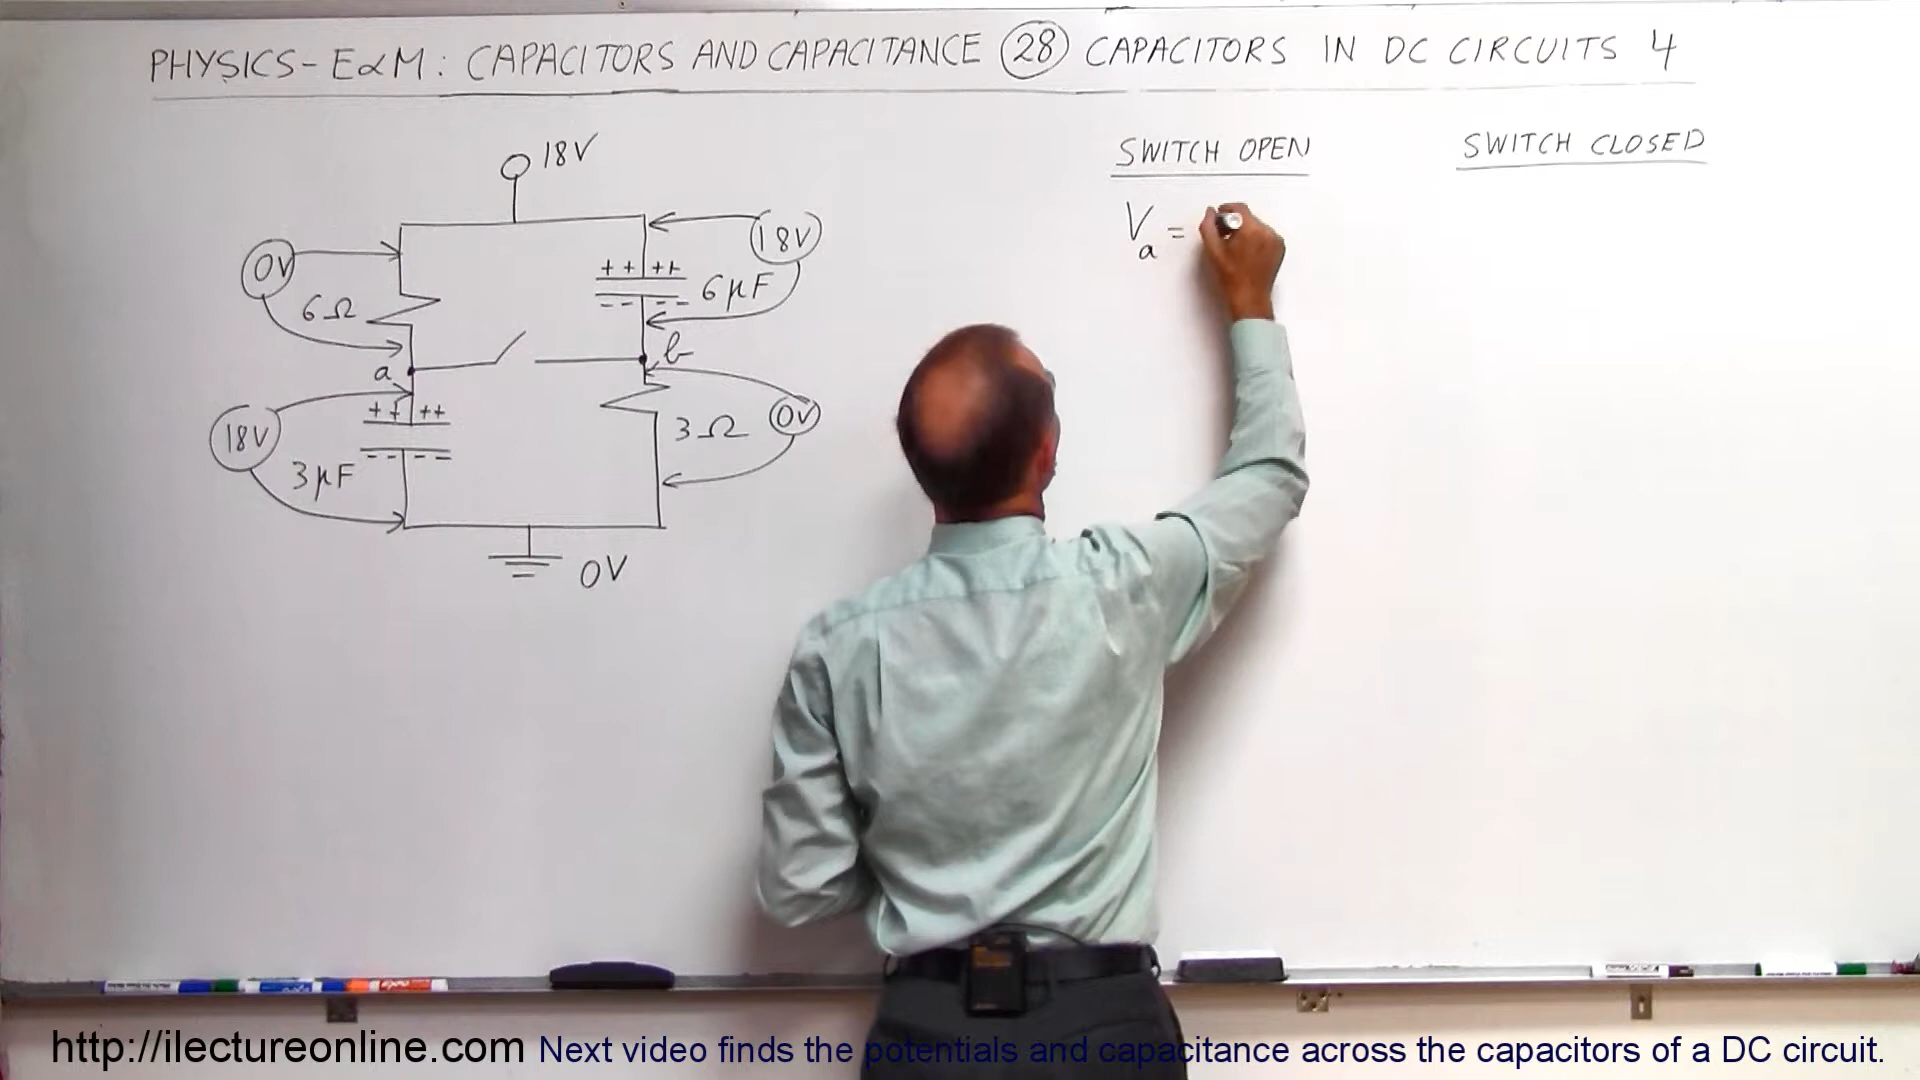 PHYSICS - E&M: CAPACITORS AND CAPACITANCE 28 CAPACITORS IN DC CIRCUITS 4
SWITCH OPEN
SWITCH CLOSED
Va =
18V
0V
18V
++ ++
6μF
-- --
6Ω
a
b
18V
++ ++
-- --
3μF
3Ω
0V
0V
http://ilectureonline.com Next video finds the potentials and capacitance across the capacitors of a DC circuit.